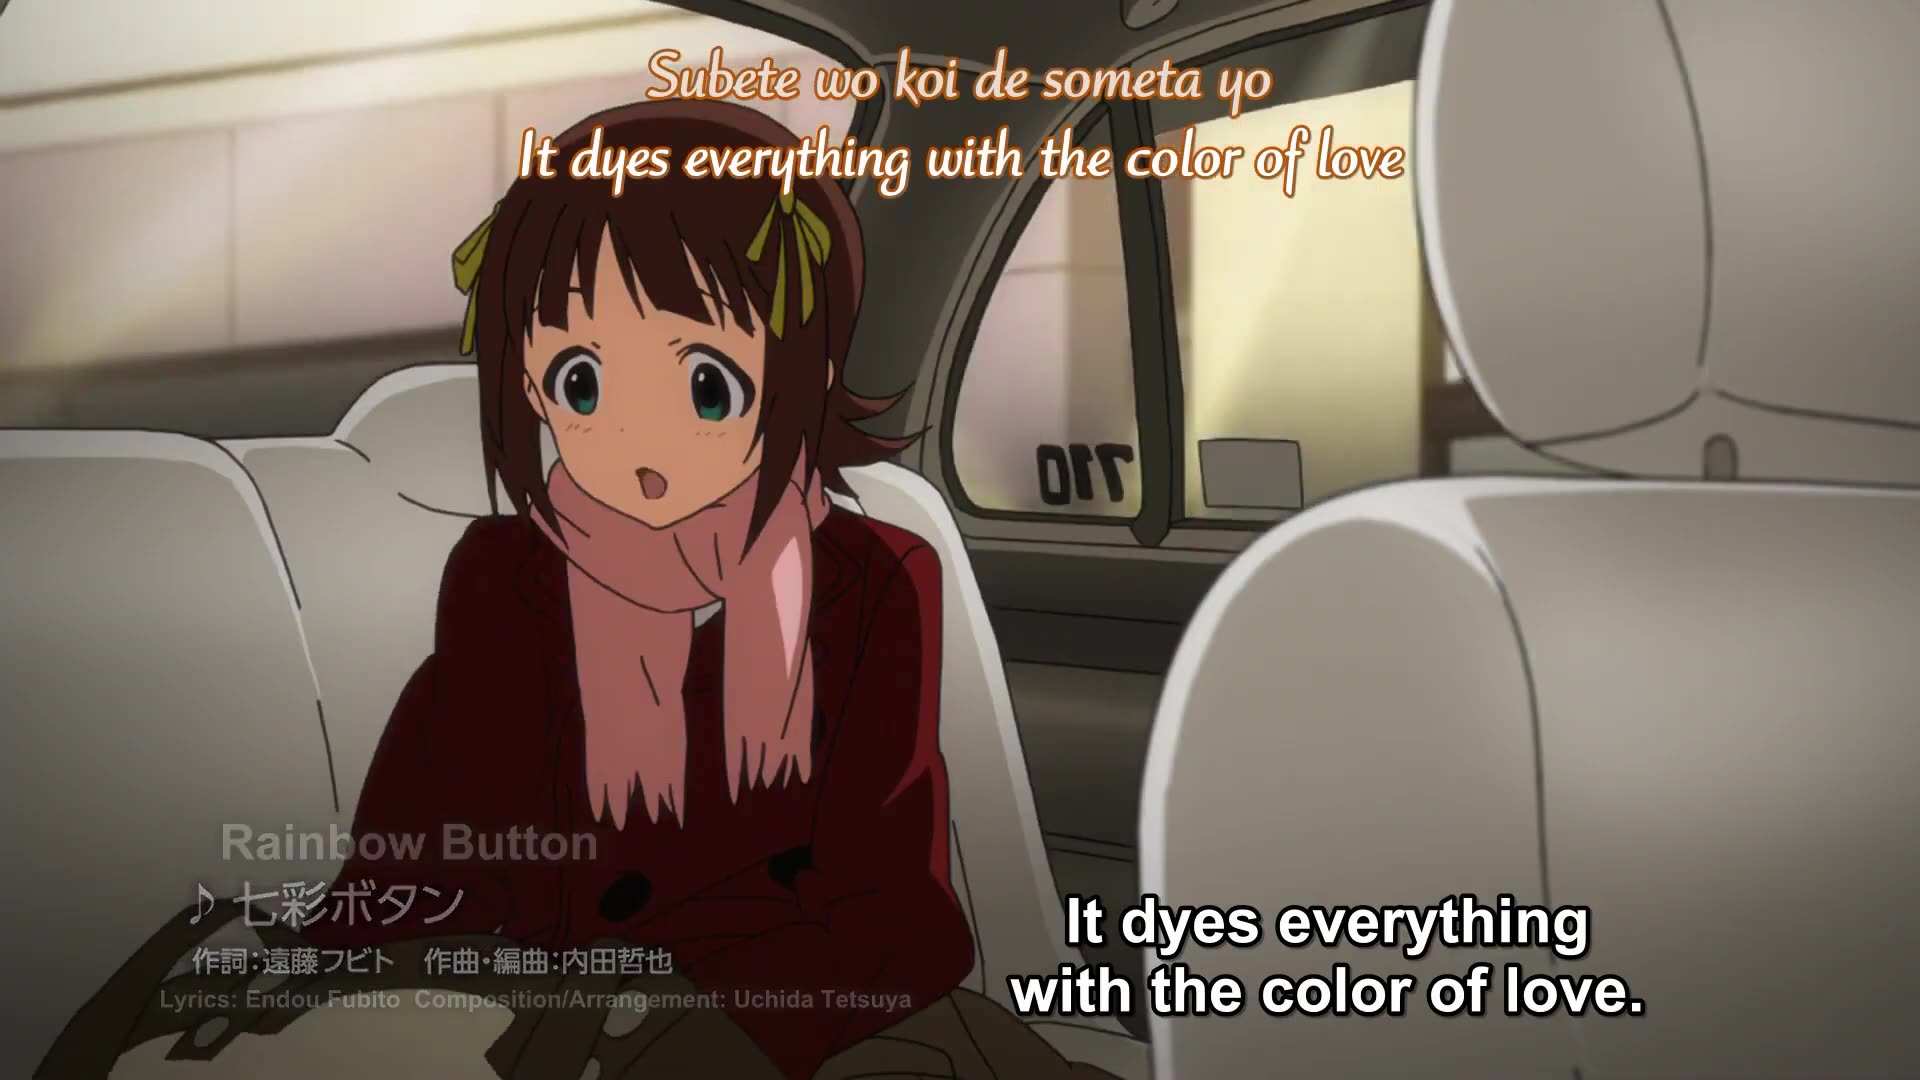 Subete wo koi de someta yo
It dyes everything with the color of love
710
Rainbow Button
♪ 七彩ボタン
作詞:遠藤フビト 作曲・編曲:内田哲也
Lyrics: Endou Fubito Composition/Arrangement: Uchida Tetsuya
It dyes everything
with the color of love.